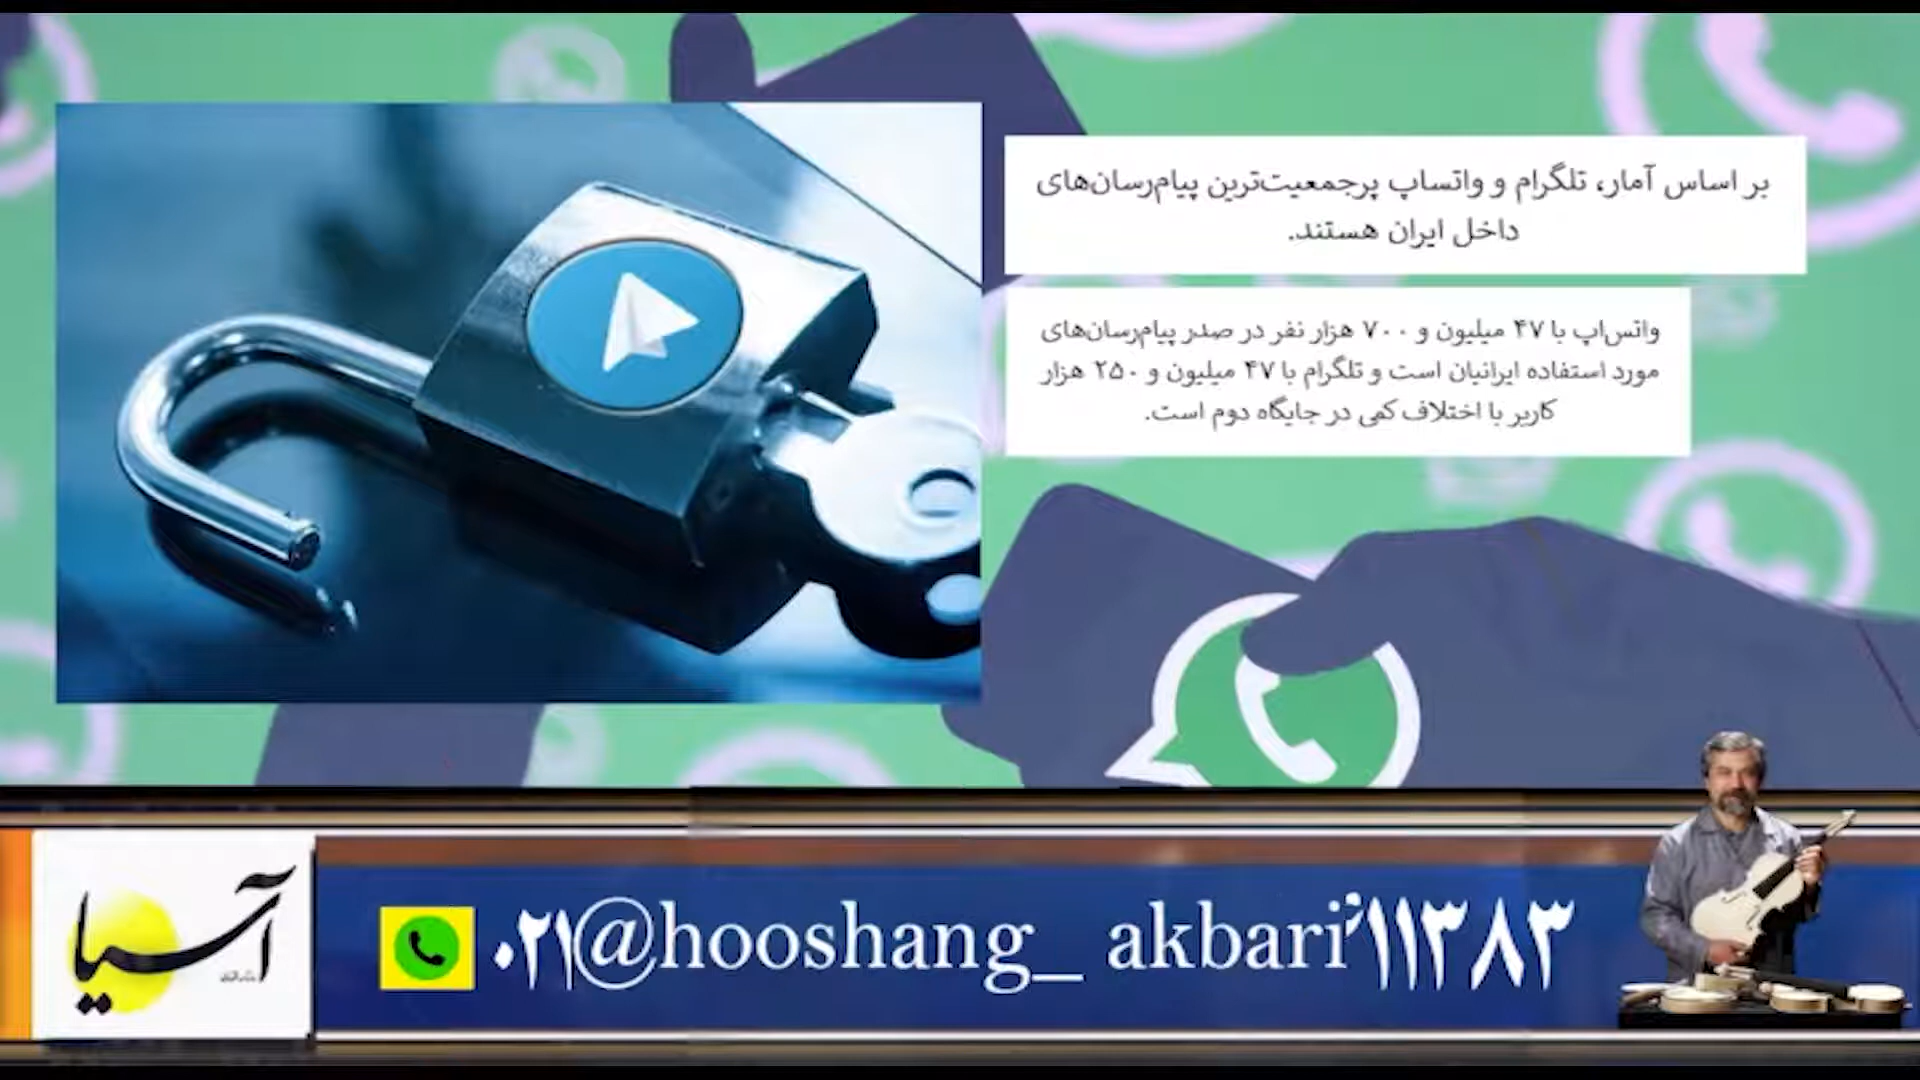 بر اساس آمار، تلگرام و واتساپ پرجمعیت‌ترین پیام‌رسان‌های
داخل ایران هستند.
واتس‌اپ با ۴۷ میلیون و ۷۰۰ هزار نفر در صدر پیام‌رسان‌های
مورد استفاده ایرانیان است و تلگرام با ۴۷ میلیون و ۲۵۰ هزار
کاربر با اختلاف کمی در جایگاه دوم است.
آسیا
۰۲۱ @hooshang_ akbari ۱۱۳۸۳